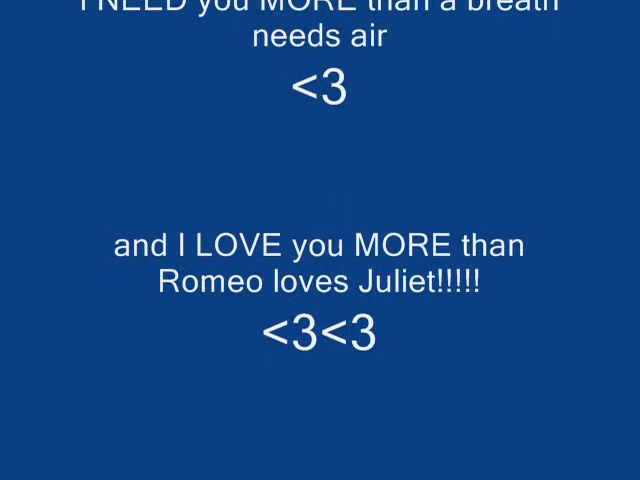 I NEED you MORE than a breath
needs air
<3
and I LOVE you MORE than
Romeo loves Juliet!!!!!
<3<3